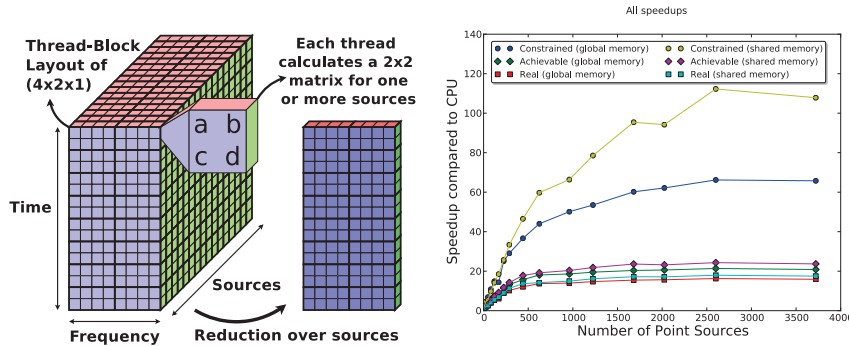 Thread-Block
Layout of
(4x2x1)
Each thread
calculates a 2x2
matrix for one
or more sources
a b
c d
Time
Sources
Frequency
Reduction over sources
All speedups
Constrained (global memory)
Achievable (global memory)
Real (global memory)
Constrained (shared memory)
Achievable (shared memory)
Real (shared memory)
Speedup compared to CPU
140
120
100
80
60
40
20
0
0 500 1000 1500 2000 2500 3000 3500 4000
Number of Point Sources